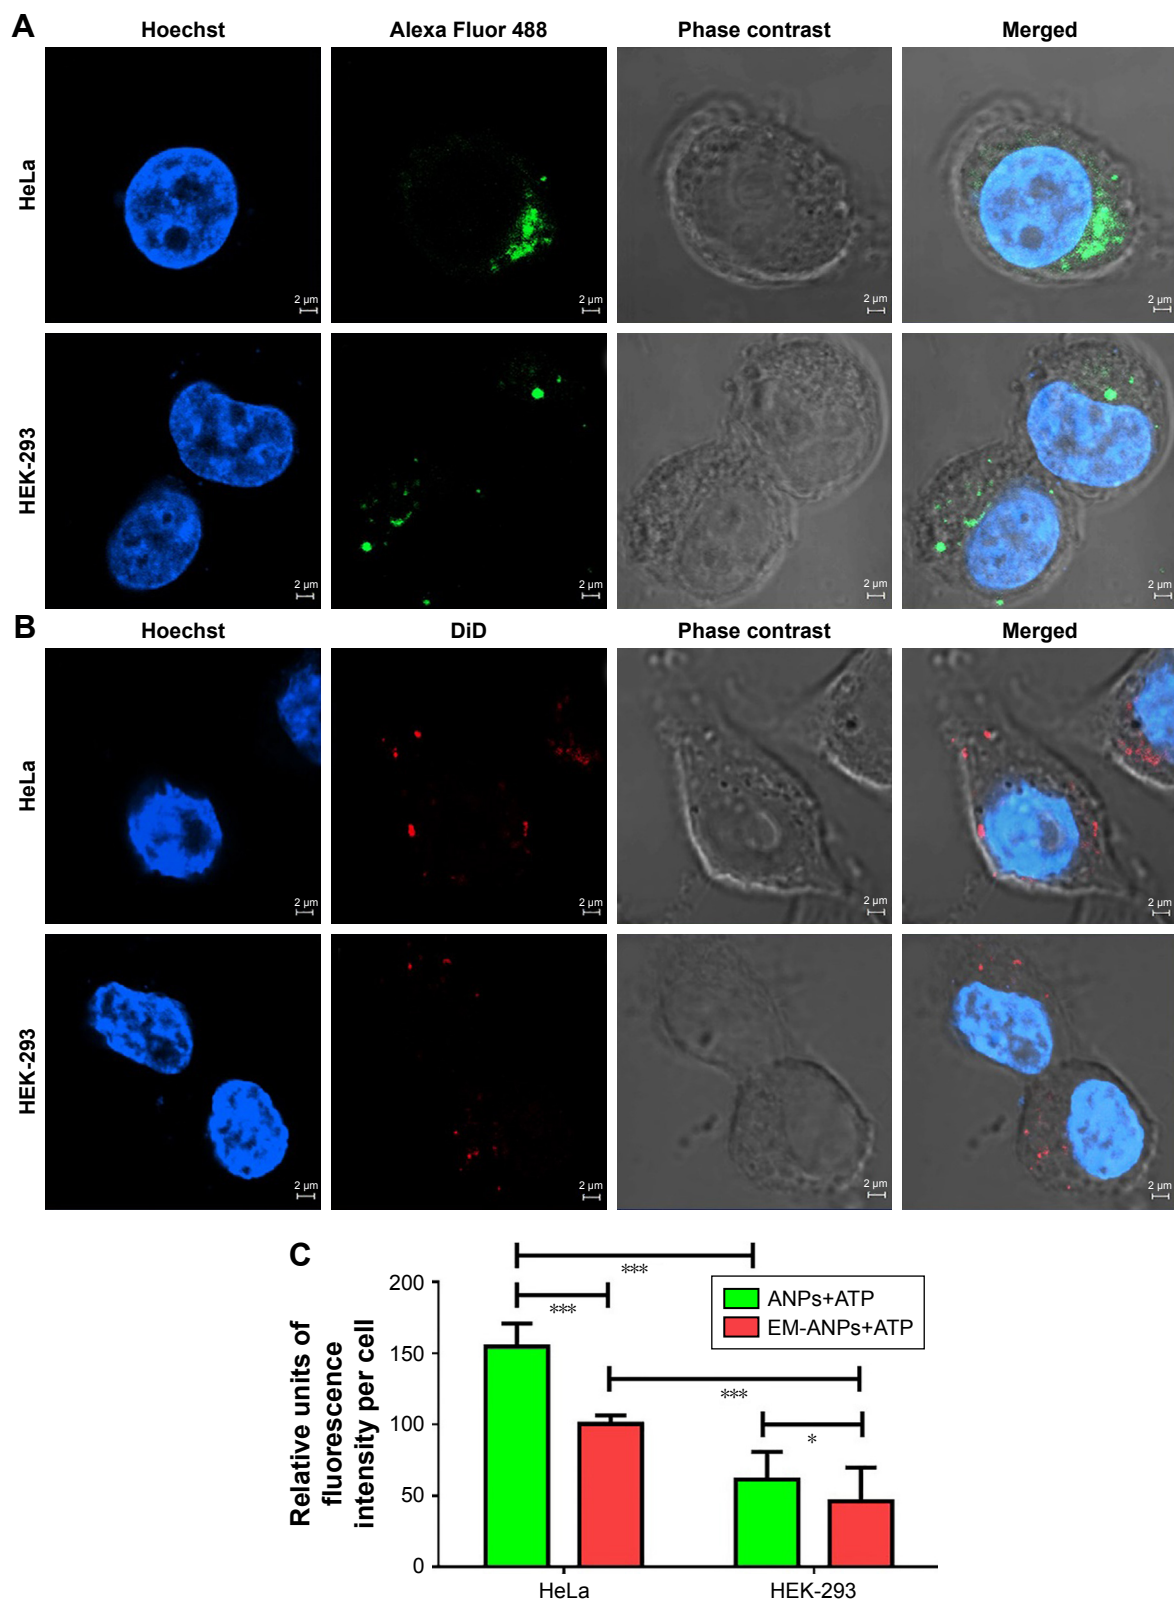 A
Hoechst Alexa Fluor 488 Phase contrast Merged
HeLa
2 µm 2 µm 2 µm 2 µm
HEK-293
2 µm 2 µm 2 µm 2 µm
B
Hoechst DiD Phase contrast Merged
HeLa
2 µm 2 µm 2 µm 2 µm
HEK-293
2 µm 2 µm 2 µm 2 µm
C
Relative units of
fluorescence
intensity per cell
200
150
100
50
0
***
***
***
*
ANPs+ATP
EM-ANPs+ATP
HeLa HEK-293